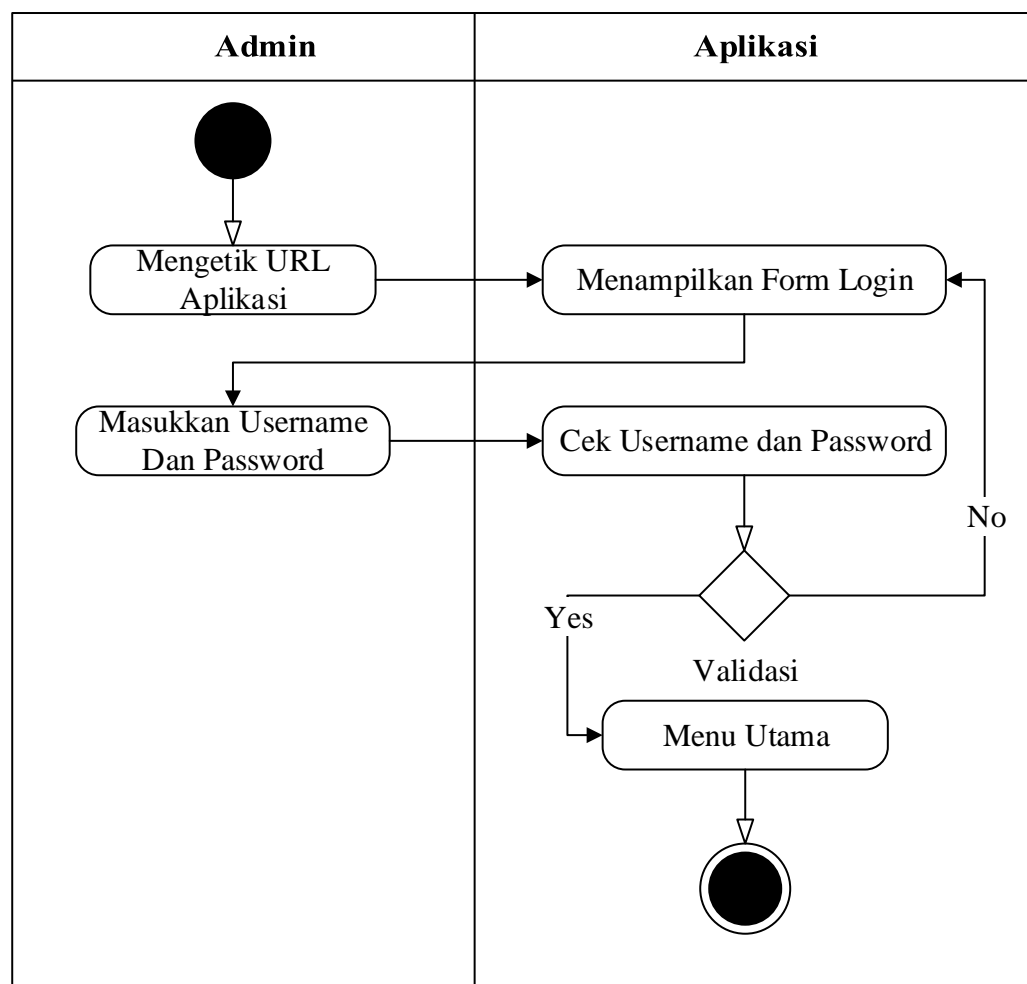 Admin
Aplikasi
Mengetik URL
Aplikasi
Menampilkan Form Login
Masukkan Username
Dan Password
Cek Username dan Password
No
Yes
Validasi
Menu Utama